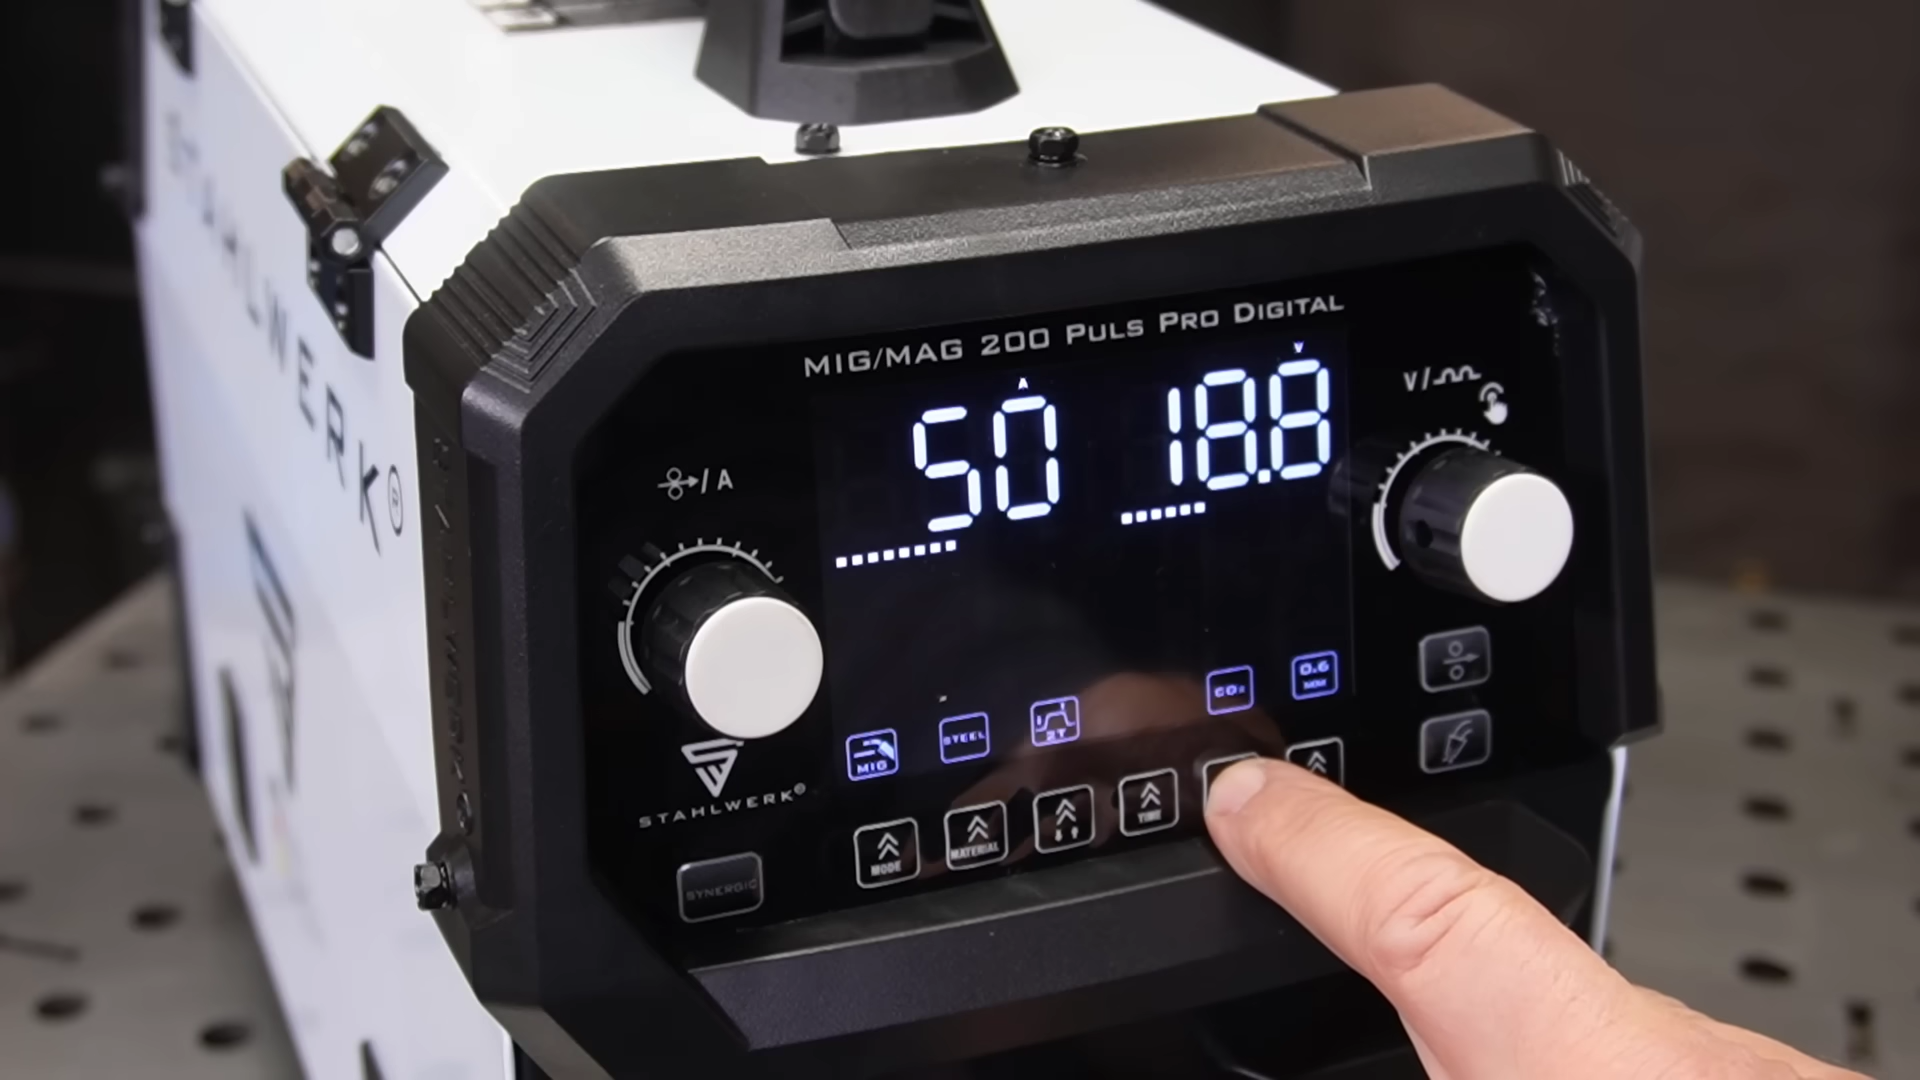 STAHLWERK®
MIG/MAG 200 PULS PRO DIGITAL
A
V
50
18.8
V/
/A
MIG
STEEL
2T
CO₂
0.6
MM
STAHLWERK®
SYNERGIC
MODE
MATERIAL
TIME